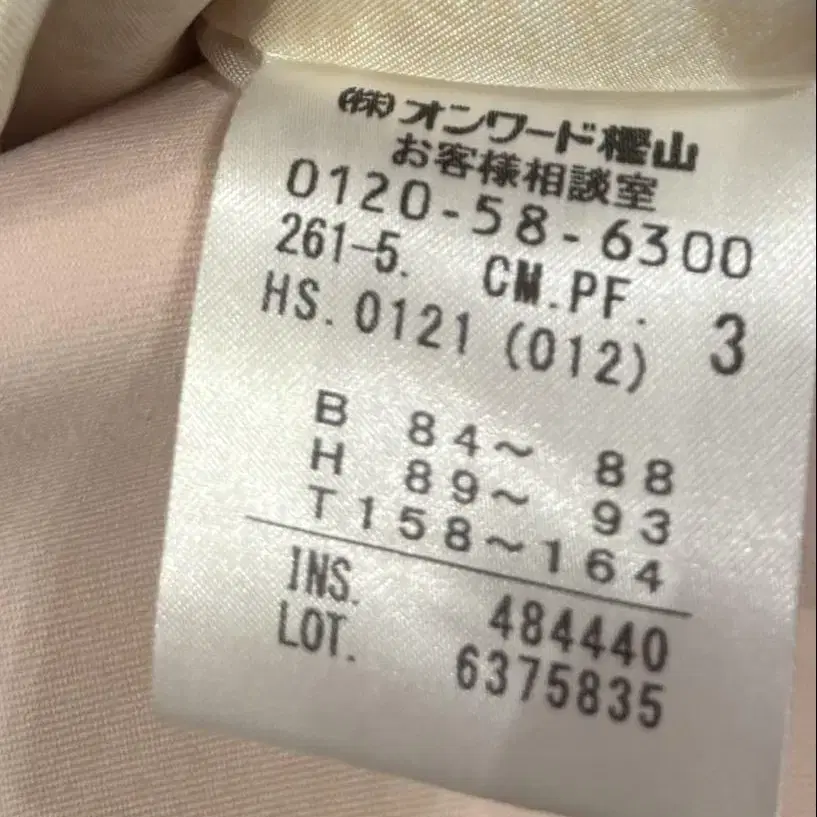 ㈱オンワード樫山
お客様相談室
0120-58-6300
261-5. CM.PF.
HS.0121 (012) 3
B 84~ 88
H 89~ 93
T158~164
INS. 484440
LOT. 6375835